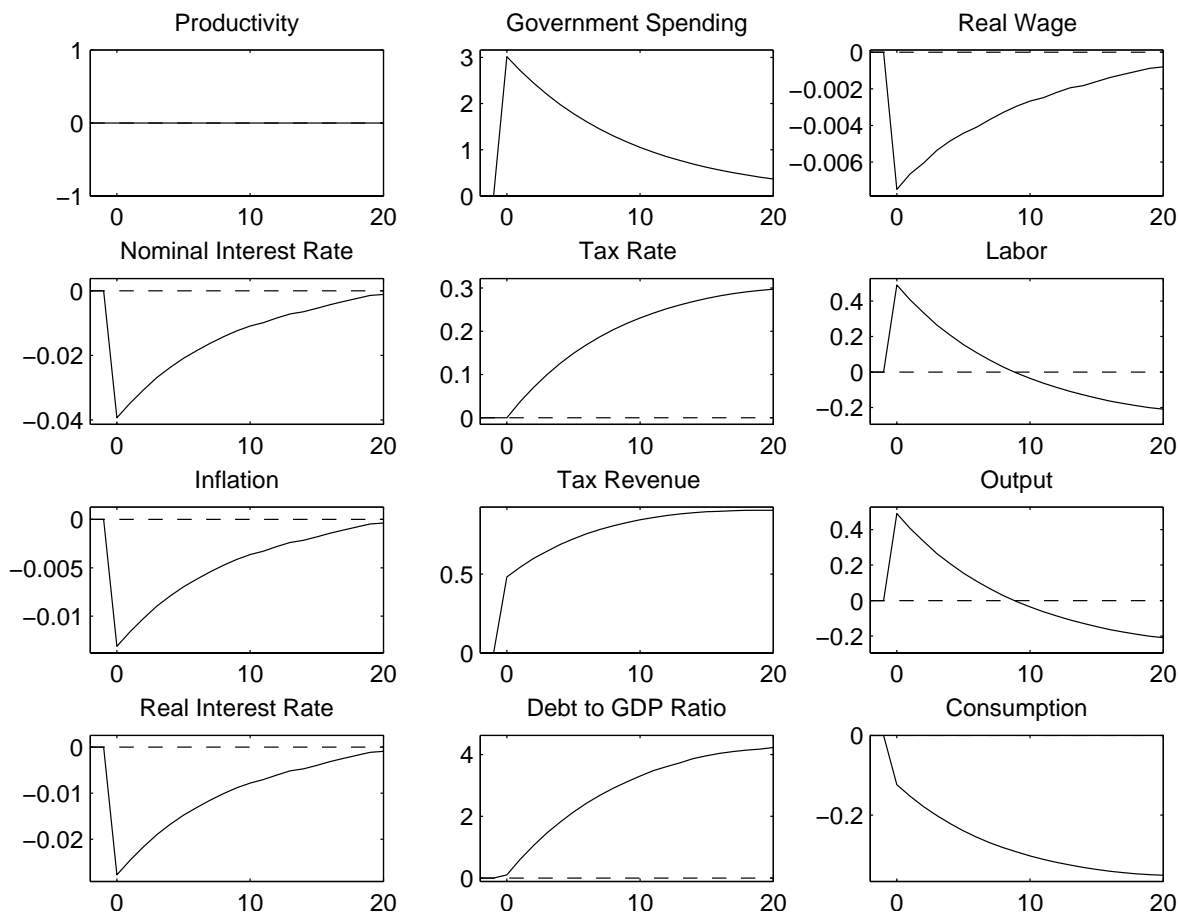 Productivity
1
0
−1
0 10 20
Government Spending
3
2
1
0
0 10 20
Real Wage
0
−0.002
−0.004
−0.006
0 10 20
Nominal Interest Rate
0
−0.02
−0.04
0 10 20
Tax Rate
0.3
0.2
0.1
0
0 10 20
Labor
0.4
0.2
0
−0.2
0 10 20
Inflation
0
−0.005
−0.01
0 10 20
Tax Revenue
0.5
0
0 10 20
Output
0.4
0.2
0
−0.2
0 10 20
Real Interest Rate
0
−0.01
−0.02
0 10 20
Debt to GDP Ratio
4
2
0
0 10 20
Consumption
0
−0.2
0 10 20